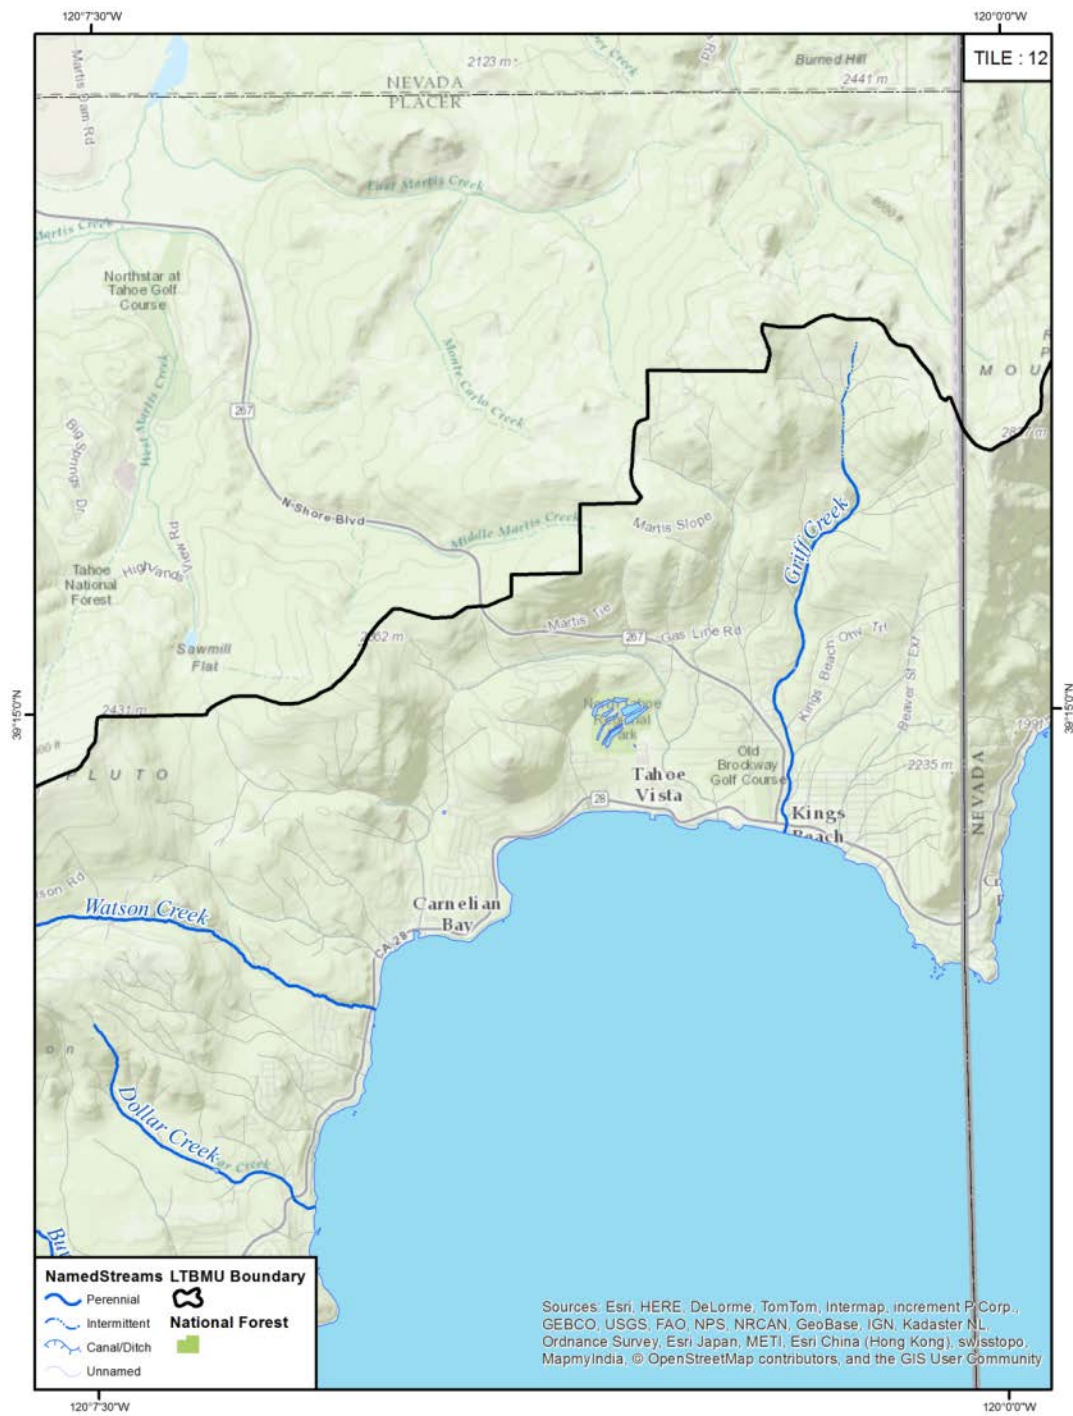 120°7'30"W
120°0'0"W
TILE : 12
Burned Hill
2441 m
2123 m
NEVADA
PLACER
East Martis Creek
8000 ft
Martis Creek
Northstar at
Tahoe Golf
Course
West Martis Creek
Monte Carlo Creek
267
Big Springs Dr
N Shore Blvd
Middle Martis Creek
Martis Slope
Griff Creek
Highlands
View Rd
Tahoe
National
Forest
Sawmill
Flat
Martis Tie
267
Gas Line Rd
Kings Beach
Beaver St Ext
39°15'0"N
39°15'0"N
2431 m
1991
PLUTO
Old
Brockway
Golf Course
2235 m
NEVADA
Tahoe
Vista
28
Kings
Beach
Watson Creek
Carnelian
Bay
CA 28
Dollar Creek
NamedStreams
Perennial
Intermittent
Canal/Ditch
Unnamed
LTBMU Boundary
National Forest
Sources: Esri, HERE, DeLorme, TomTom, Intermap, increment P Corp.,
GEBCO, USGS, FAO, NPS, NRCAN, GeoBase, IGN, Kadaster NL,
Ordnance Survey, Esri Japan, METI, Esri China (Hong Kong), swisstopo,
MapmyIndia, © OpenStreetMap contributors, and the GIS User Community
120°7'30"W
120°0'0"W